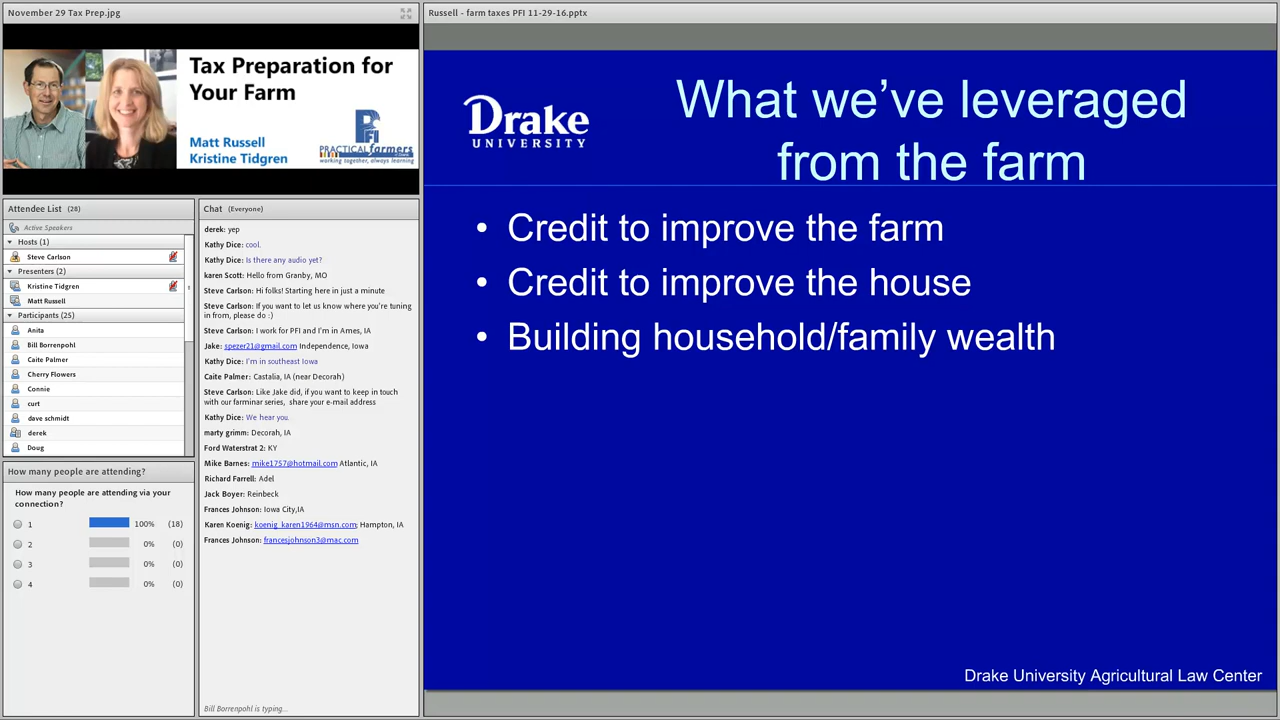 November 29 Tax Prep.jpg
Tax Preparation for
Your Farm
Matt Russell
Kristine Tidgren
PFI
PRACTICAL farmers
working together, always learning
Attendee List (28)
Active Speakers
Hosts (1)
Steve Carlson
Presenters (2)
Kristine Tidgren
Matt Russell
Participants (25)
Anita
Bill Borrenpohl
Caite Palmer
Cherry Flowers
Connie
curt
dave schmidt
derek
Doug
How many people are attending?
How many people are attending via your
connection?
1 100% (18)
2 0% (0)
3 0% (0)
4 0% (0)
Chat (Everyone)
derek: yep
Kathy Dice: cool.
Kathy Dice: Is there any audio yet?
karen Scott: Hello from Granby, MO
Steve Carlson: Hi folks! Starting here in just a minute
Steve Carlson: If you want to let us know where you're tuning
in from, please do :)
Steve Carlson: I work for PFI and I'm in Ames, IA
Jake: spezer21@gmail.com Independence, Iowa
Kathy Dice: I'm in southeast Iowa
Caite Palmer: Castalia, IA (near Decorah)
Steve Carlson: Like Jake did, if you want to keep in touch
with our farminar series, share your e-mail address
Kathy Dice: We hear you.
marty grimm: Decorah, IA
Ford Waterstrat 2: KY
Mike Barnes: mike1757@hotmail.com Atlantic, IA
Richard Farrell: Adel
Jack Boyer: Reinbeck
Frances Johnson: Iowa City,IA
Karen Koenig: koenig_karen1964@msn.com; Hampton, IA
Frances Johnson: francesjohnson3@mac.com
Bill Borrenpohl is typing...
Russell - farm taxes PFI 11-29-16.pptx
Drake
UNIVERSITY
What we've leveraged
from the farm
• Credit to improve the farm
• Credit to improve the house
• Building household/family wealth
Drake University Agricultural Law Center